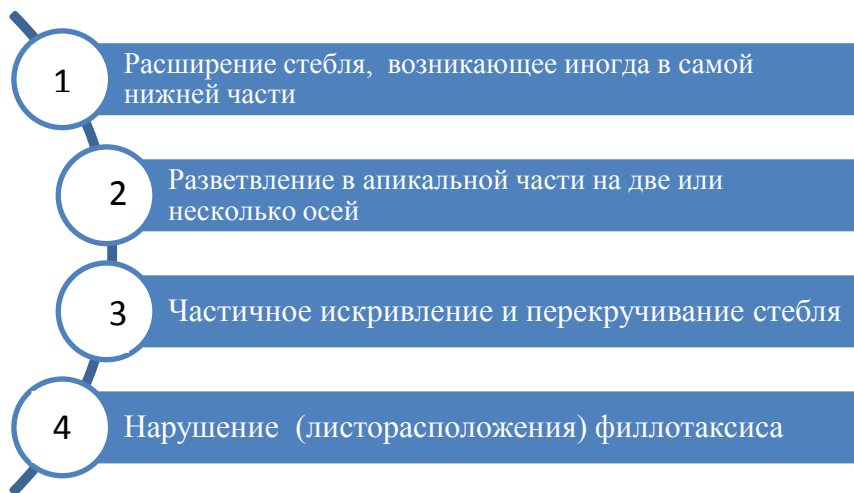 1
Расширение стебля, возникающее иногда в самой
нижней части
2
Разветвление в апикальной части на две или
несколько осей
3
Частичное искривление и перекручивание стебля
4
Нарушение (листорасположения) филлотаксиса